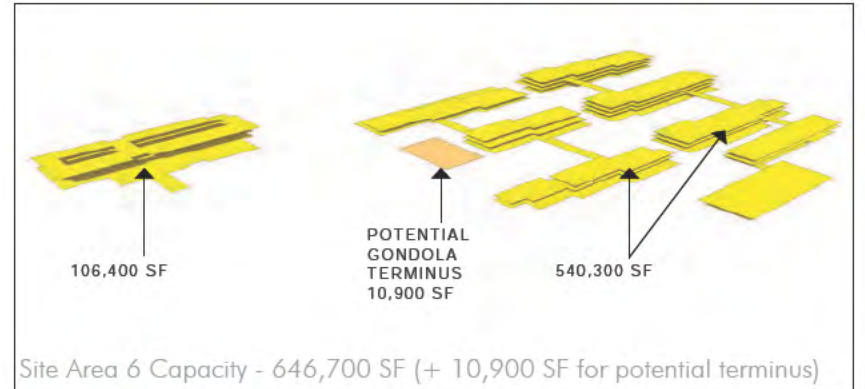 106,400 SF
POTENTIAL
GONDOLA
TERMINUS
10,900 SF
540,300 SF
Site Area 6 Capacity - 646,700 SF (+ 10,900 SF for potential terminus)